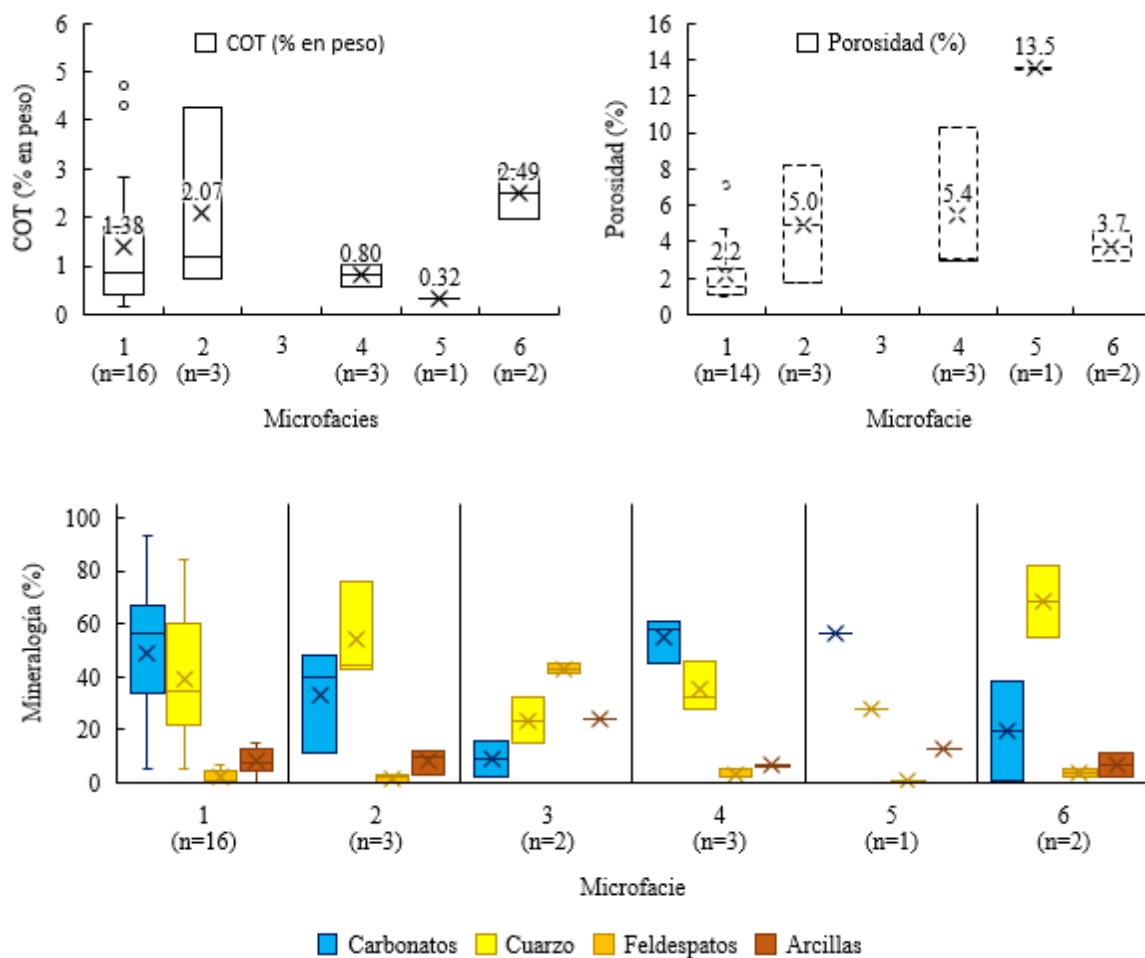 COT (% en peso)
COT (% en peso)
6
5
4
3
2
1
0
1.38
2.07
0.80
0.32
2.49
1 2 3 4 5 6
(n=16) (n=3) (n=3) (n=1) (n=2)
Microfacies
Porosidad (%)
Porosidad (%)
16
14
12
10
8
6
4
2
0
2.2
5.0
5.4
13.5
3.7
1 2 3 4 5 6
(n=14) (n=3) (n=3) (n=1) (n=2)
Microfacie
Mineralogía (%)
100
80
60
40
20
0
1 2 3 4 5 6
(n=16) (n=3) (n=2) (n=3) (n=1) (n=2)
Microfacie
Carbonatos Cuarzo Feldespatos Arcillas